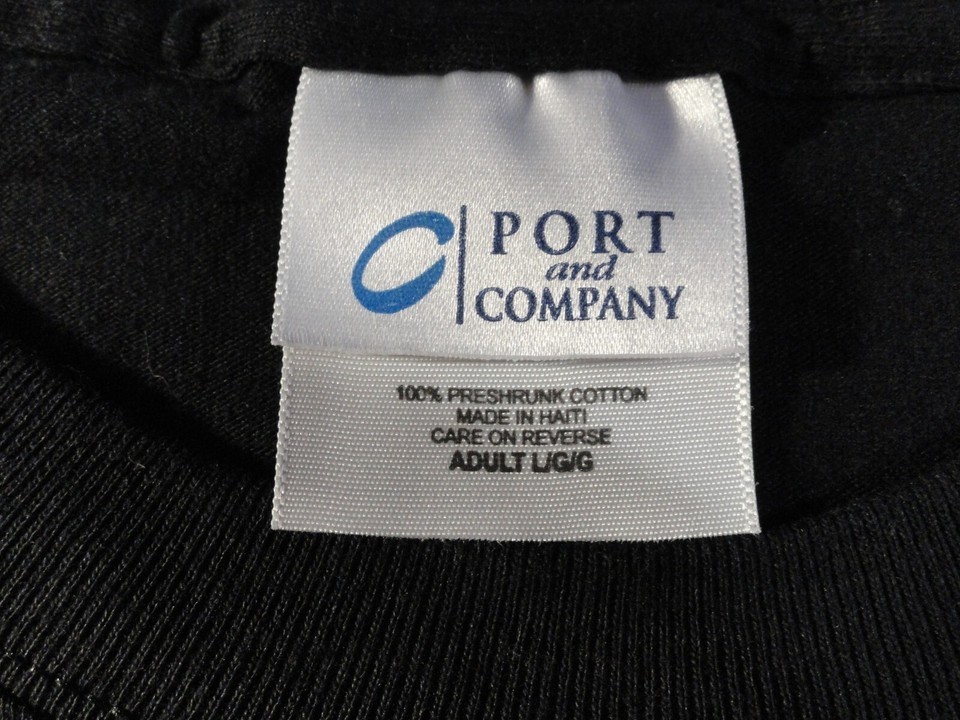 PORT
and
COMPANY
100% PRESHRUNK COTTON
MADE IN HAITI
CARE ON REVERSE
ADULT L/G/G